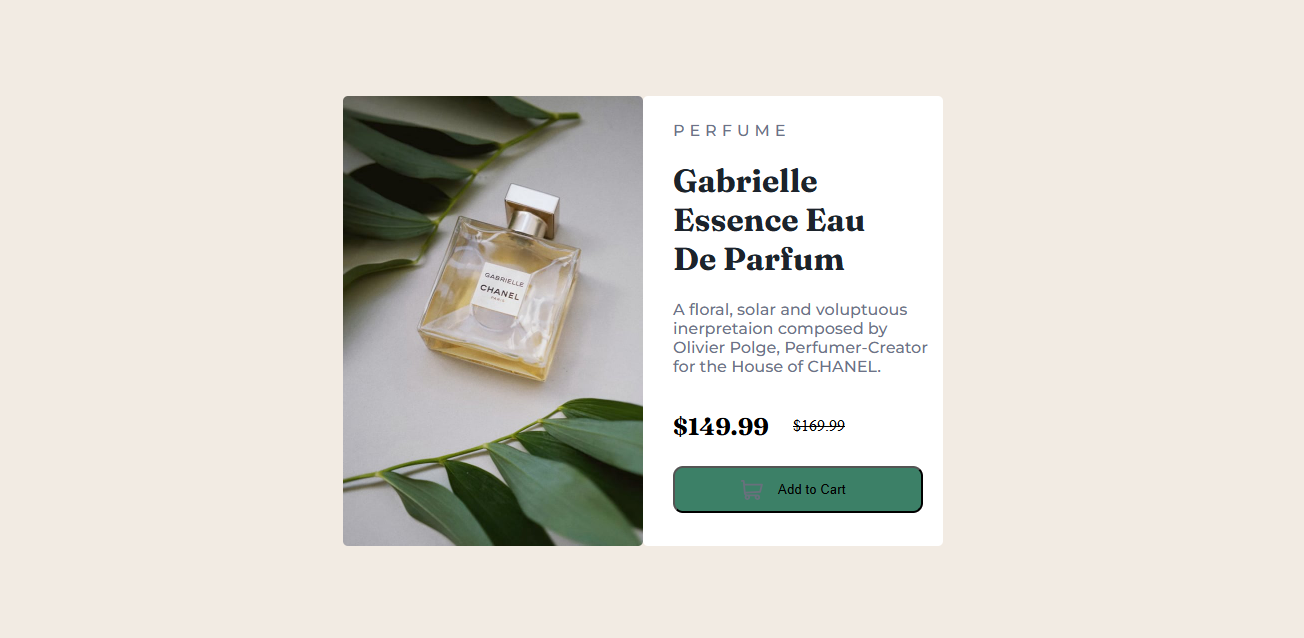 PERFUME
Gabrielle
Essence Eau
De Parfum
A floral, solar and voluptuous
inerpretaion composed by
Olivier Polge, Perfumer-Creator
for the House of CHANEL.
$149.99 $169.99
Add to Cart
GABRIELLE
CHANEL
PARIS